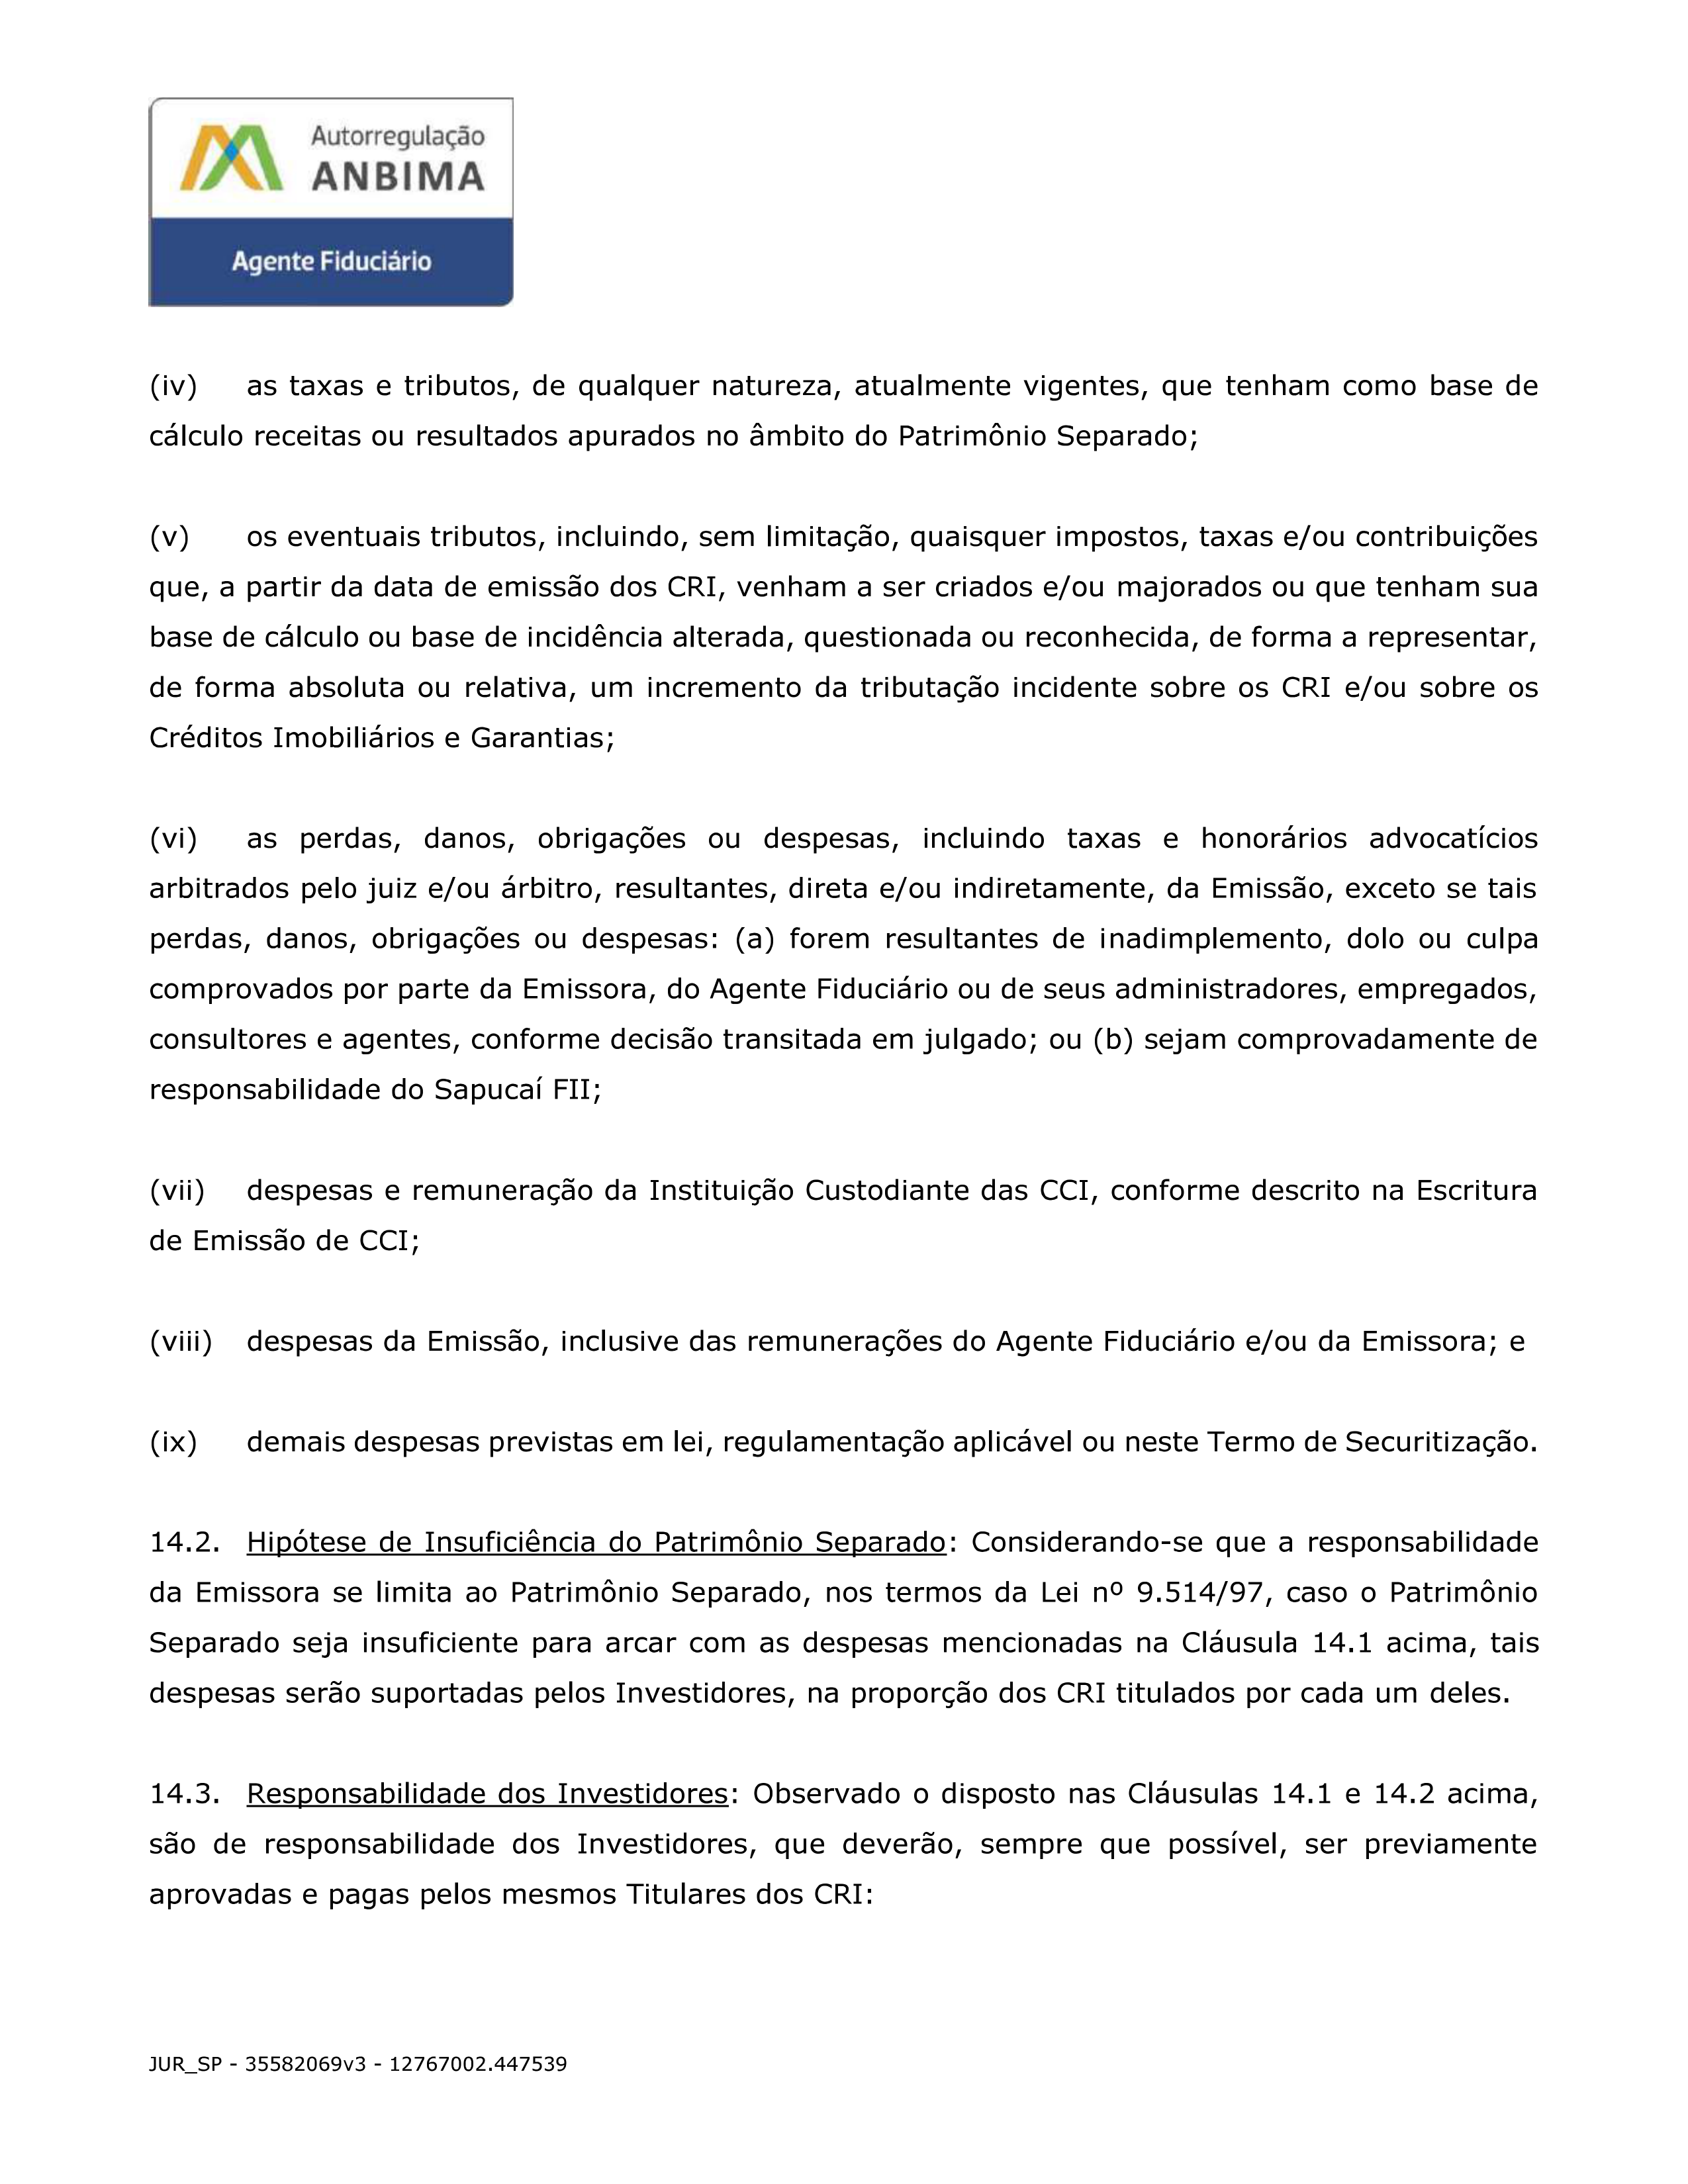 Autorregulação
ANBIMA
Agente Fiduciário
(iv) as taxas e tributos, de qualquer natureza, atualmente vigentes, que tenham como base de
cálculo receitas ou resultados apurados no âmbito do Patrimônio Separado;
(v) os eventuais tributos, incluindo, sem limitação, quaisquer impostos, taxas e/ou contribuições
que, a partir da data de emissão dos CRI, venham a ser criados e/ou majorados ou que tenham sua
base de cálculo ou base de incidência alterada, questionada ou reconhecida, de forma a representar,
de forma absoluta ou relativa, um incremento da tributação incidente sobre os CRI e/ou sobre os
Créditos Imobiliários e Garantias;
(vi) as perdas, danos, obrigações ou despesas, incluindo taxas e honorários advocatícios
arbitrados pelo juiz e/ou árbitro, resultantes, direta e/ou indiretamente, da Emissão, exceto se tais
perdas, danos, obrigações ou despesas: (a) forem resultantes de inadimplemento, dolo ou culpa
comprovados por parte da Emissora, do Agente Fiduciário ou de seus administradores, empregados,
consultores e agentes, conforme decisão transitada em julgado; ou (b) sejam comprovadamente de
responsabilidade do Sapucaí FII;
(vii) despesas e remuneração da Instituição Custodiante das CCI, conforme descrito na Escritura
de Emissão de CCI;
(viii) despesas da Emissão, inclusive das remunerações do Agente Fiduciário e/ou da Emissora; e
(ix) demais despesas previstas em lei, regulamentação aplicável ou neste Termo de Securitização.
14.2. Hipótese de Insuficiência do Patrimônio Separado: Considerando-se que a responsabilidade
da Emissora se limita ao Patrimônio Separado, nos termos da Lei nº 9.514/97, caso o Patrimônio
Separado seja insuficiente para arcar com as despesas mencionadas na Cláusula 14.1 acima, tais
despesas serão suportadas pelos Investidores, na proporção dos CRI titulados por cada um deles.
14.3. Responsabilidade dos Investidores: Observado o disposto nas Cláusulas 14.1 e 14.2 acima,
são de responsabilidade dos Investidores, que deverão, sempre que possível, ser previamente
aprovadas e pagas pelos mesmos Titulares dos CRI:
JUR_SP - 35582069v3 - 12767002.447539